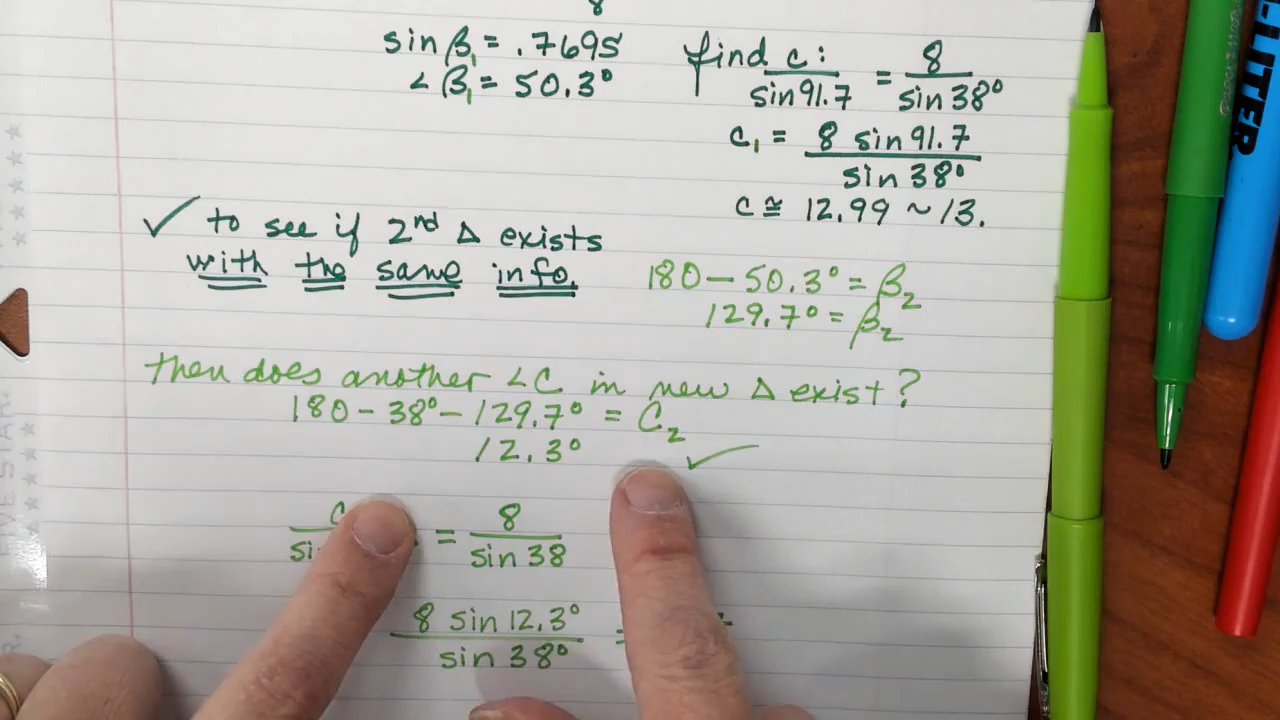 8
sin β₁ = .7695
∠ β₁ = 50.3°
find c:
c₁ = 8 sin 91.7 / sin 38°
/ sin 91.7 = 8 / sin 38°
c ≅ 12.99 ~ 13.
✓ to see if 2nd Δ exists
with the same info.
180 - 50.3° = β₂
129.7° = β₂
then does another ∠C in new Δ exist?
180 - 38° - 129.7° = C₂
12.3° ✓
= 8 / sin 38
8 sin 12.3° / sin 38° =